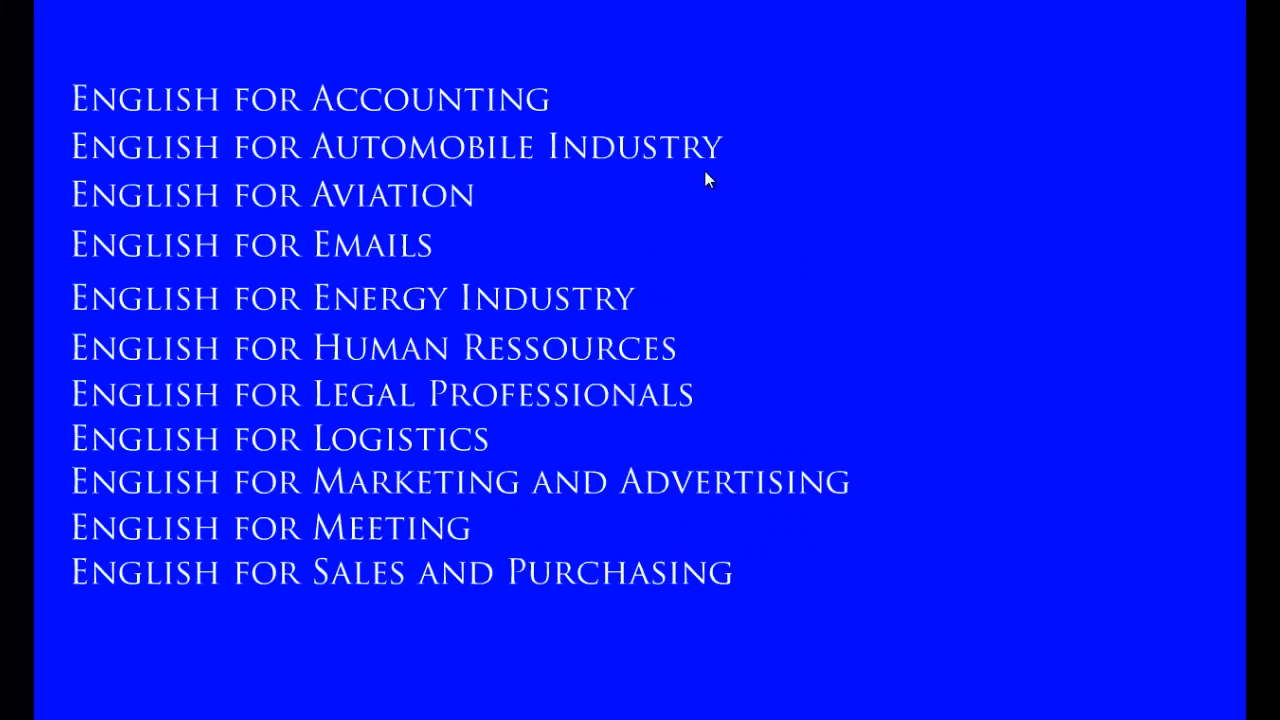 English for Accounting
English for Automobile Industry
English for Aviation
English for Emails
English for Energy Industry
English for Human Ressources
English for Legal Professionals
English for Logistics
English for Marketing and Advertising
English for Meeting
English for Sales and Purchasing